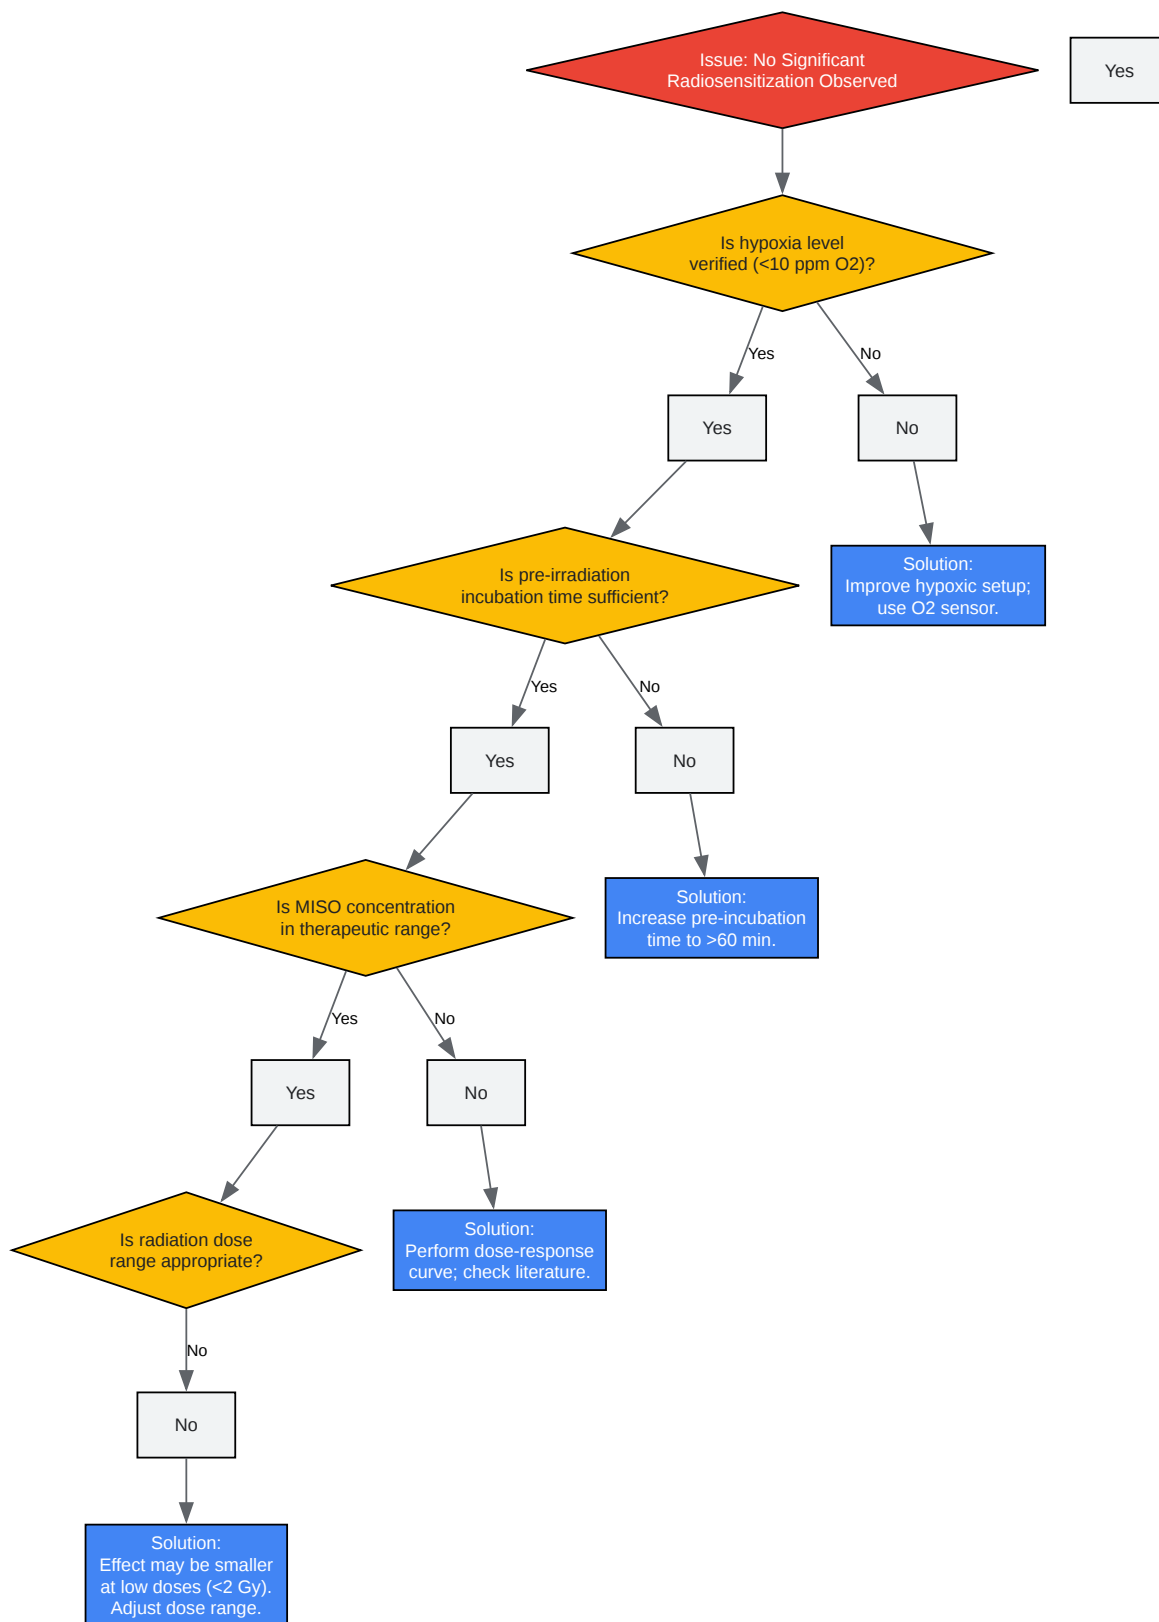 Issue: No Significant
Radiosensitization Observed
Yes
Is hypoxia level
verified (<10 ppm O2)?
Yes
No
Yes
No
Is pre-irradiation
incubation time sufficient?
Solution:
Improve hypoxic setup;
use O2 sensor.
Yes
No
Yes
No
Is MISO concentration
in therapeutic range?
Solution:
Increase pre-incubation
time to >60 min.
Yes
No
Yes
No
Is radiation dose
range appropriate?
Solution:
Perform dose-response
curve; check literature.
No
No
Solution:
Effect may be smaller
at low doses (<2 Gy).
Adjust dose range.